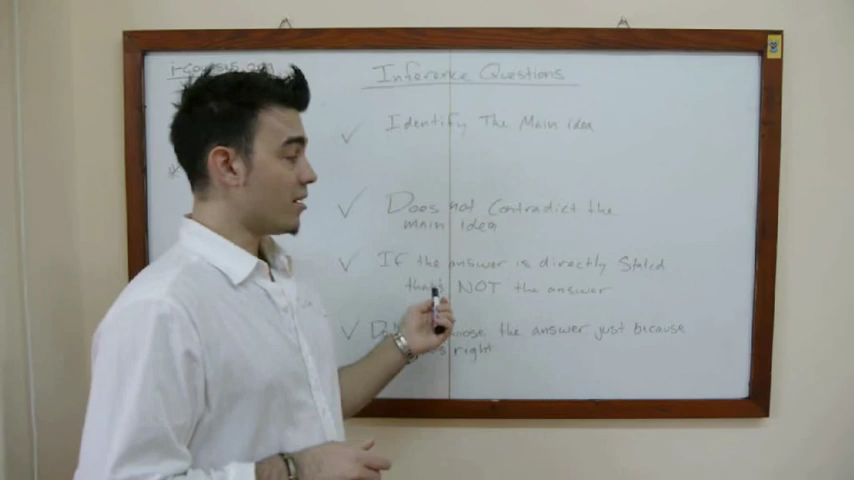 Inference Questions
Identify The Main idea
Does not Contradict the
main idea
If the answer is directly Stated
that's NOT the answer
the answer just because
right